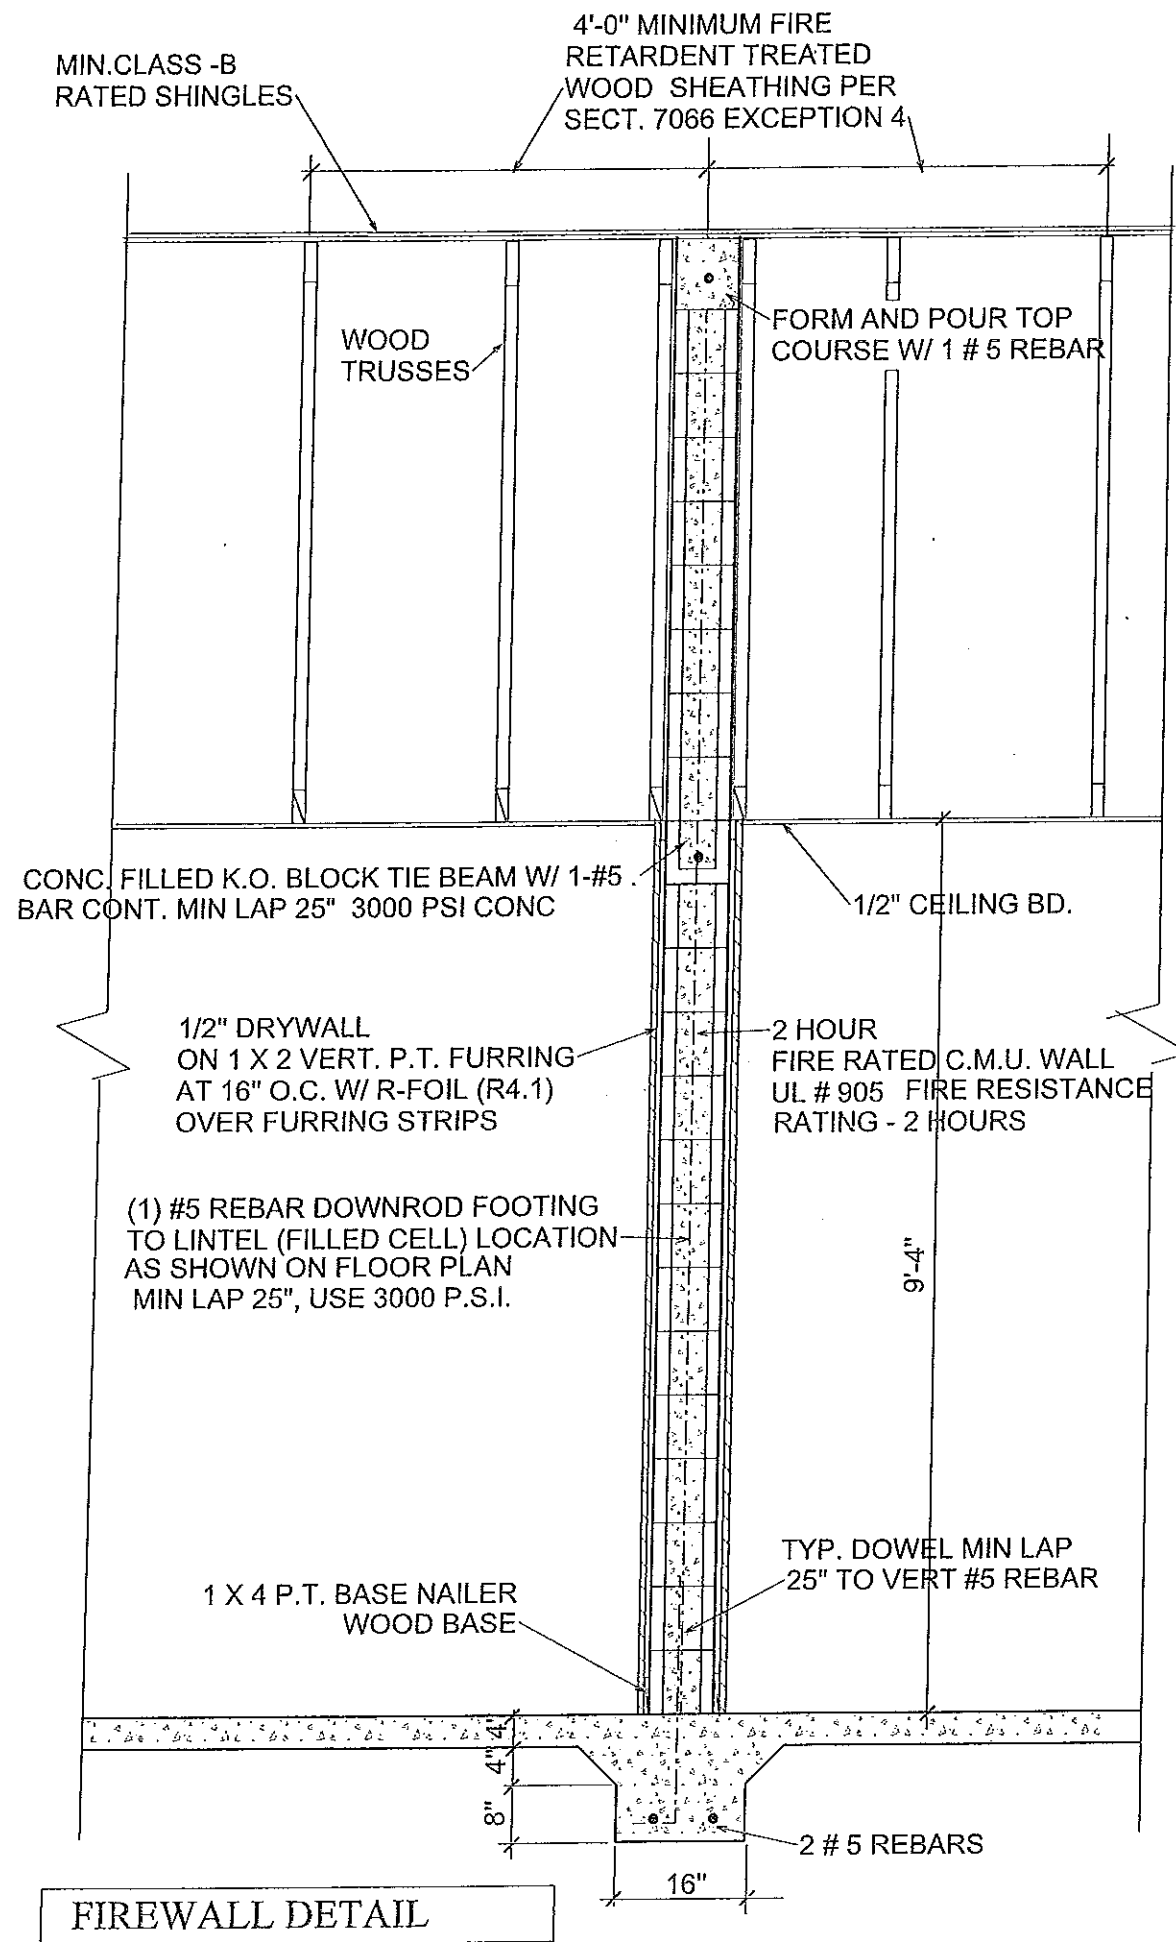 4'-0" MINIMUM FIRE
RETARDENT TREATED
WOOD SHEATHING PER
SECT. 7066 EXCEPTION 4
MIN.CLASS -B
RATED SHINGLES
WOOD
TRUSSES
FORM AND POUR TOP
COURSE W/ 1 # 5 REBAR
CONC. FILLED K.O. BLOCK TIE BEAM W/ 1-#5
BAR CONT. MIN LAP 25" 3000 PSI CONC
1/2" CEILING BD.
1/2" DRYWALL
ON 1 X 2 VERT. P.T. FURRING
AT 16" O.C. W/ R-FOIL (R4.1)
OVER FURRING STRIPS
2 HOUR
FIRE RATED C.M.U. WALL
UL # 905 FIRE RESISTANCE
RATING - 2 HOURS
(1) #5 REBAR DOWNROD FOOTING
TO LINTEL (FILLED CELL) LOCATION
AS SHOWN ON FLOOR PLAN
MIN LAP 25", USE 3000 P.S.I.
9'-4"
TYP. DOWEL MIN LAP
25" TO VERT #5 REBAR
1 X 4 P.T. BASE NAILER
WOOD BASE
4"
4"
8"
2 # 5 REBARS
16"
FIREWALL DETAIL